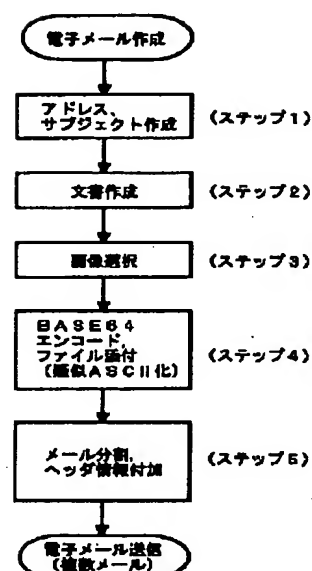 電子メール作成
アドレス、
サブジェクト作成
(ステップ1)
文書作成
(ステップ2)
画像選択
(ステップ3)
BASE64
エンコード,
ファイル添付
(疑似ASCII化)
(ステップ4)
メール分割,
ヘッダ情報付加
(ステップ5)
電子メール送信
(複数メール)